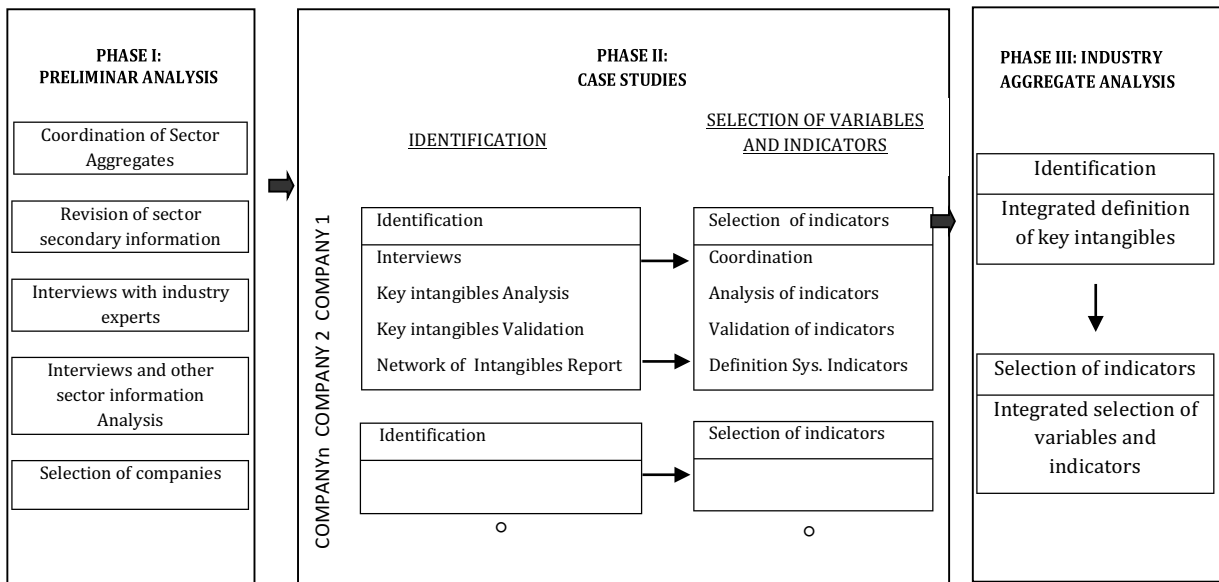 PHASE I:
PRELIMINAR ANALYSIS
Coordination of Sector
Aggregates
Revision of sector
secondary information
Interviews with industry
experts
Interviews and other
sector information
Analysis
Selection of companies
PHASE II:
CASE STUDIES
IDENTIFICATION
SELECTION OF VARIABLES
AND INDICATORS
COMPANYn COMPANY 2 COMPANY 1
Identification
Interviews
Key intangibles Analysis
Key intangibles Validation
Network of Intangibles Report
Selection of indicators
Coordination
Analysis of indicators
Validation of indicators
Definition Sys. Indicators
Identification
Selection of indicators
PHASE III: INDUSTRY
AGGREGATE ANALYSIS
Identification
Integrated definition
of key intangibles
Selection of indicators
Integrated selection of
variables and
indicators